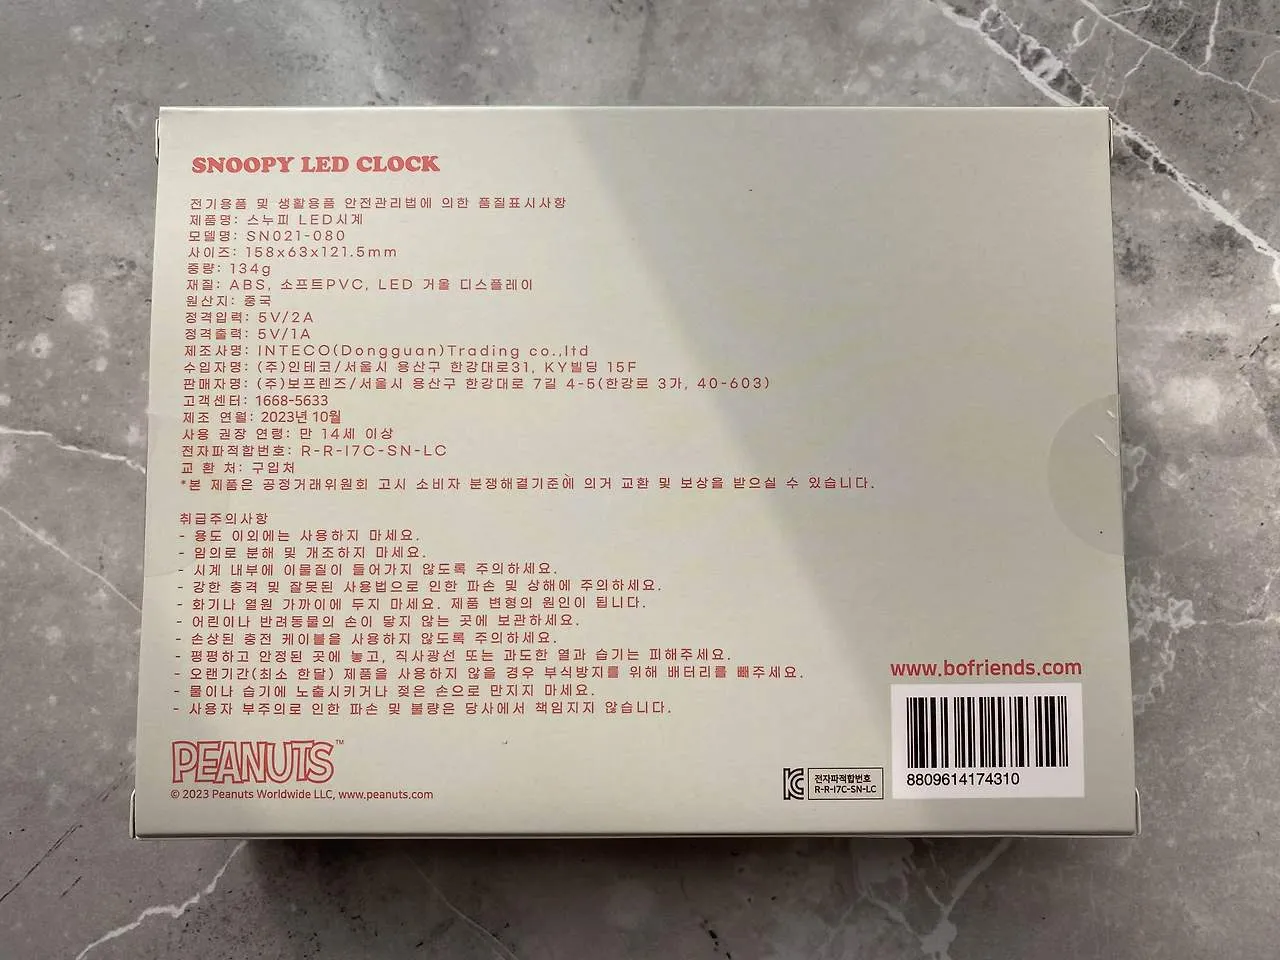 SNOOPY LED CLOCK
전기용품 및 생활용품 안전관리법에 의한 품질표시사항
제품명: 스누피 LED시계
모델명: SN021-080
사이즈: 158x63x121.5mm
중량: 134g
재질: ABS, 소프트PVC, LED 거울 디스플레이
원산지: 중국
정격입력: 5V/2A
정격출력: 5V/1A
제조사명: INTECO(Dongguan)Trading co.,ltd
수입자명: (주)인테코/서울시 용산구 한강대로31, KY빌딩 15F
판매자명: (주)보프렌즈/서울시 용산구 한강대로 7길 4-5(한강로 3가, 40-603)
고객센터: 1668-5633
제조 연월: 2023년 10월
사용 권장 연령: 만 14세 이상
전자파적합번호: R-R-I7C-SN-LC
교 환 처: 구입처
*본 제품은 공정거래위원회 고시 소비자 분쟁해결기준에 의거 교환 및 보상을 받으실 수 있습니다.
취급주의사항
- 용도 이외에는 사용하지 마세요.
- 임의로 분해 및 개조하지 마세요.
- 시계 내부에 이물질이 들어가지 않도록 주의하세요.
- 강한 충격 및 잘못된 사용법으로 인한 파손 및 상해에 주의하세요.
- 화기나 열원 가까이에 두지 마세요. 제품 변형의 원인이 됩니다.
- 어린이나 반려동물의 손이 닿지 않는 곳에 보관하세요.
- 손상된 충전 케이블을 사용하지 않도록 주의하세요.
- 평평하고 안정된 곳에 놓고, 직사광선 또는 과도한 열과 습기는 피해주세요.
- 오랜기간(최소 한달) 제품을 사용하지 않을 경우 부식방지를 위해 배터리를 빼주세요.
- 물이나 습기에 노출시키거나 젖은 손으로 만지지 마세요.
- 사용자 부주의로 인한 파손 및 불량은 당사에서 책임지지 않습니다.
PEANUTS™
© 2023 Peanuts Worldwide LLC, www.peanuts.com
전자파적합번호
R-R-I7C-SN-LC
www.bofriends.com
8809614174310